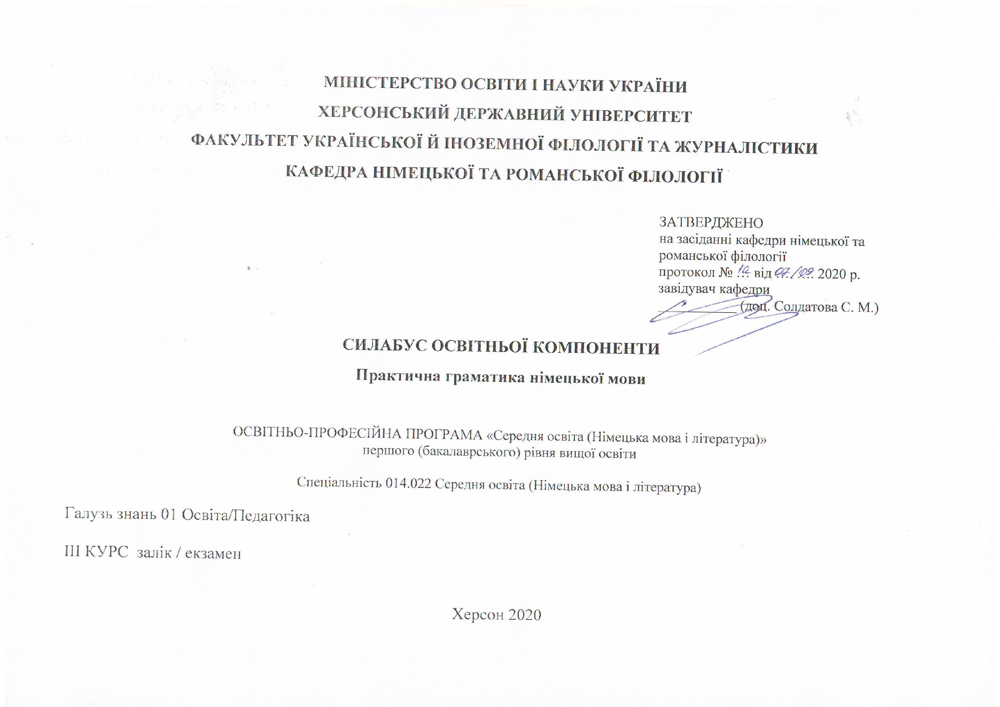 МІНІСТЕРСТВО ОСВІТИ І НАУКИ УКРАЇНИ
ХЕРСОНСЬКИЙ ДЕРЖАВНИЙ УНІВЕРСИТЕТ
ФАКУЛЬТЕТ УКРАЇНСЬКОЇ Й ІНОЗЕМНОЇ ФІЛОЛОГІЇ ТА ЖУРНАЛІСТИКИ
КАФЕДРА НІМЕЦЬКОЇ ТА РОМАНСЬКОЇ ФІЛОЛОГІЇ
ЗАТВЕРДЖЕНО
на засіданні кафедри німецької та
романської філології
протокол № від 07/09 2020 р.
завідувач кафедри
(доц. Солдатова С. М.)
СИЛАБУС ОСВІТНЬОЇ КОМПОНЕНТИ
Практична граматика німецької мови
ОСВІТНЬО-ПРОФЕСІЙНА ПРОГРАМА «Середня освіта (Німецька мова і література)»
першого (бакалаврського) рівня вищої освіти
Спеціальність 014.022 Середня освіта (Німецька мова і література)
Галузь знань 01 Освіта/Педагогіка
ІІІ КУРС залік / екзамен
Херсон 2020